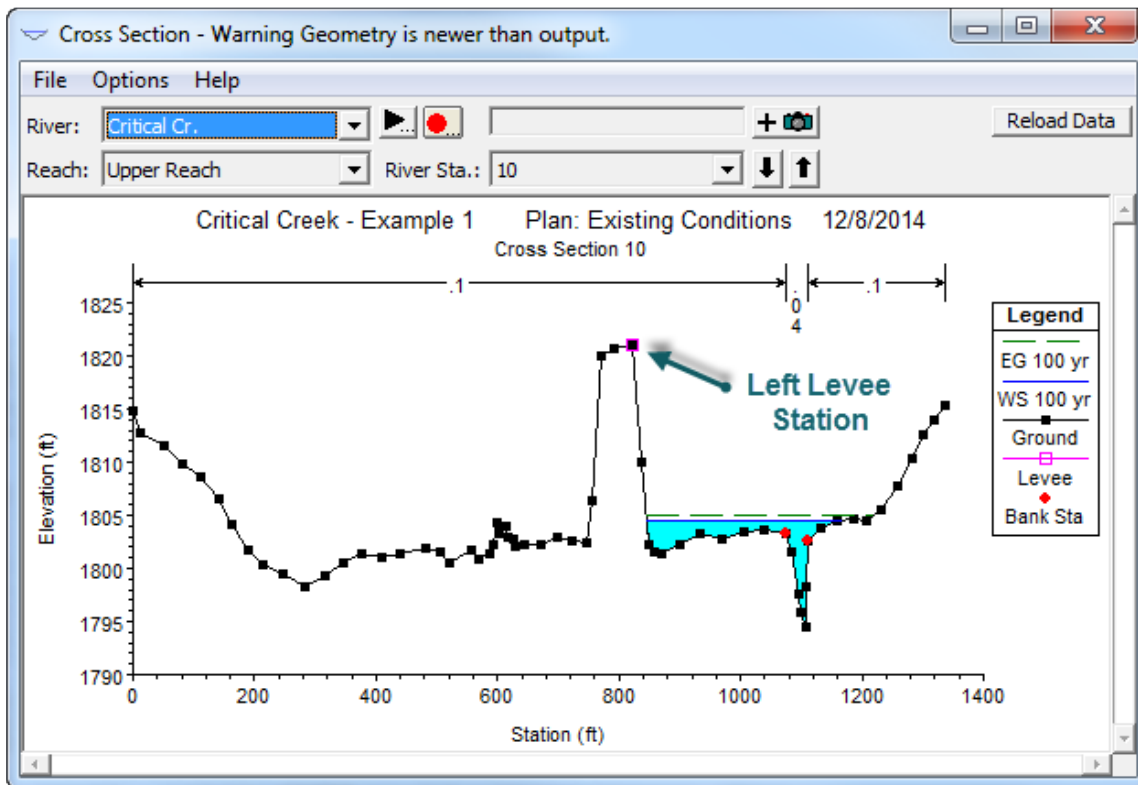 Cross Section - Warning Geometry is newer than output.
File Options Help
River: Critical Cr. ... ... + Reload Data
Reach: Upper Reach River Sta.: 10
Critical Creek - Example 1 Plan: Existing Conditions 12/8/2014
Cross Section 10
.1 .04 .1
Elevation (ft)
1825
1820
1815
1810
1805
1800
1795
1790
0 200 400 600 800 1000 1200 1400
Station (ft)
Left Levee
Station
Legend
EG 100 yr
WS 100 yr
Ground
Levee
Bank Sta